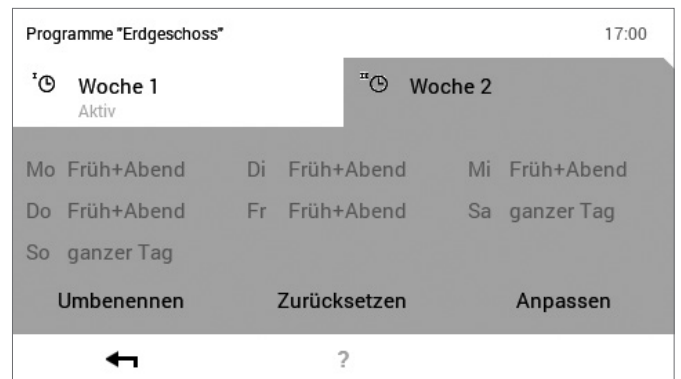 Programme "Erdgeschoss" 17:00
I Woche 1 II Woche 2
Aktiv
Mo Früh+Abend Di Früh+Abend Mi Früh+Abend
Do Früh+Abend Fr Früh+Abend Sa ganzer Tag
So ganzer Tag
Umbenennen Zurücksetzen Anpassen
?